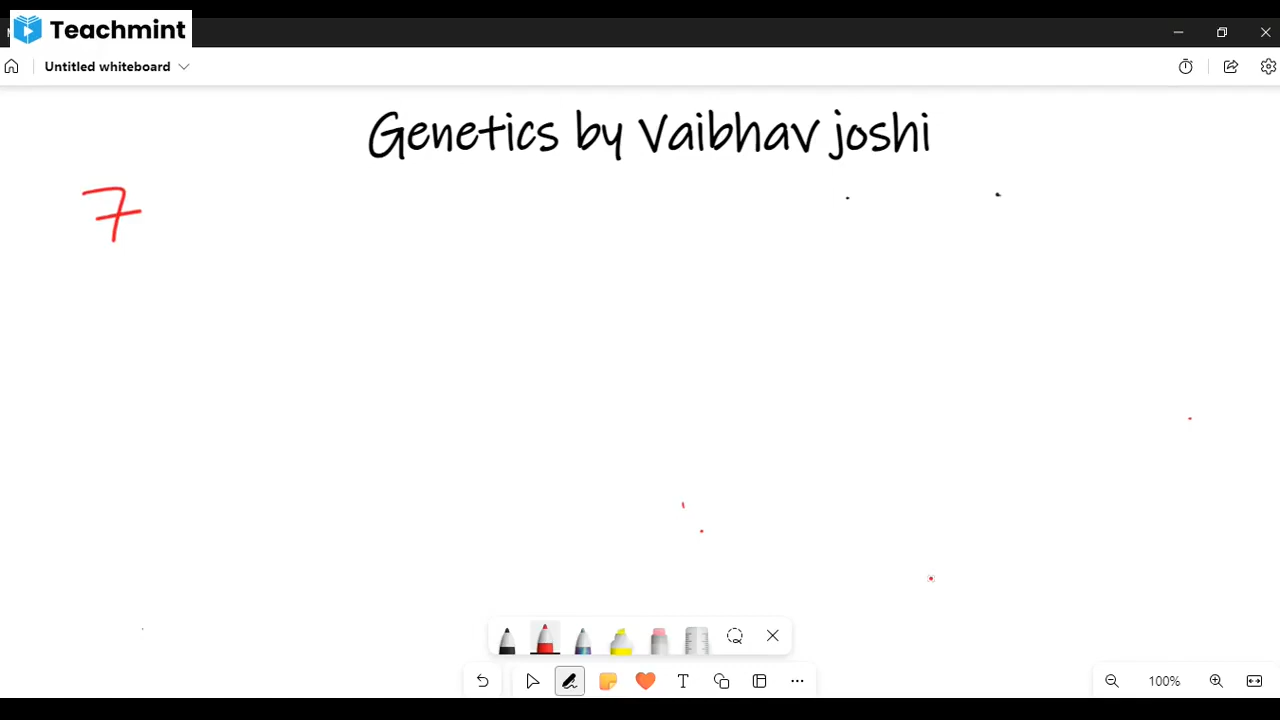 Teachmint
Untitled whiteboard
Genetics by Vaibhav joshi
7
100%